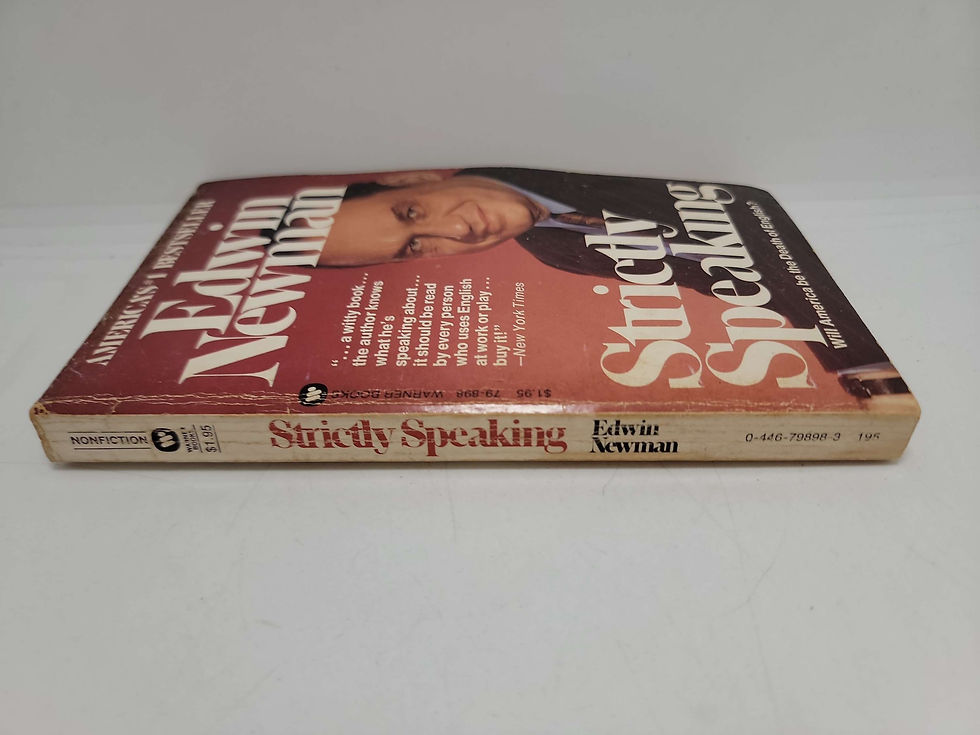 AMERICA'S #1 BESTSELLER!
Edwin
Newman
"...a witty book...
the author knows
what he's
speaking about...
it should be read
by every person
who uses English
at work or play...
buy it!"
—New York Times
Strictly
Speaking
Will America be the Death of English?
WARNER BOOKS 79-898 $1.95
NONFICTION
WARNER
BOOKS
$1.95
Strictly Speaking
Edwin
Newman
0-446-79898-3 195